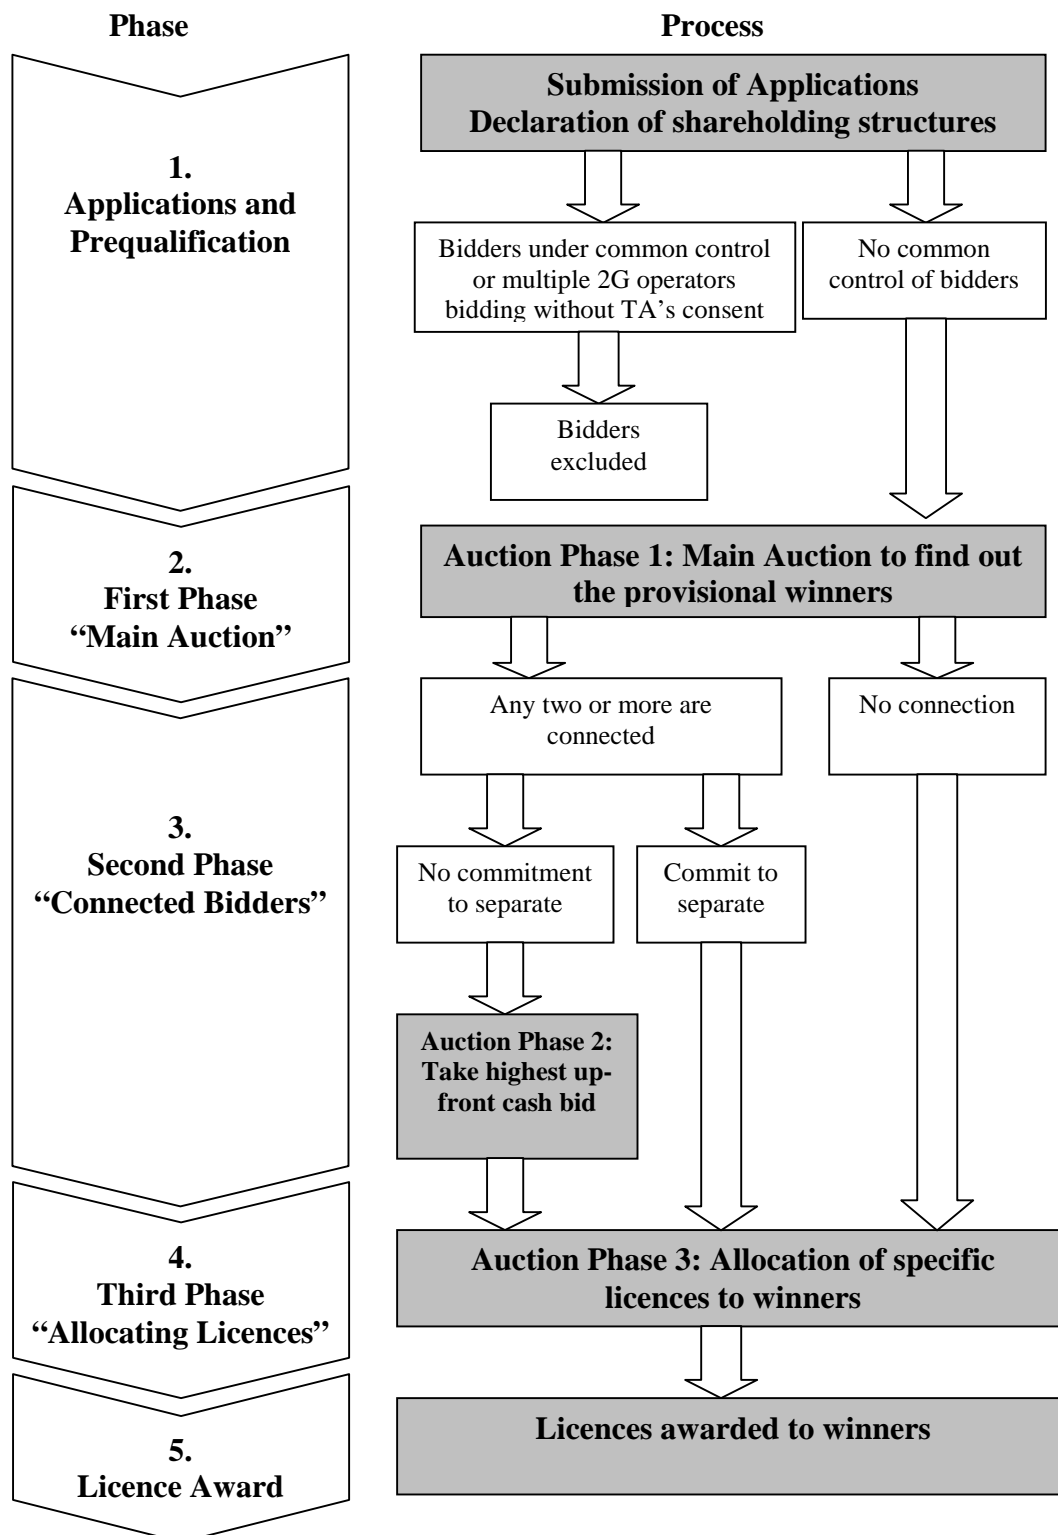 Phase
Process
Submission of Applications
Declaration of shareholding structures
1.
Applications and
Prequalification
Bidders under common control
or multiple 2G operators
bidding without TA’s consent
No common
control of bidders
Bidders
excluded
2.
First Phase
“Main Auction”
Auction Phase 1: Main Auction to find out
the provisional winners
Any two or more are
connected
No connection
3.
Second Phase
“Connected Bidders”
No commitment
to separate
Commit to
separate
Auction Phase 2:
Take highest up-
front cash bid
4.
Third Phase
“Allocating Licences”
Auction Phase 3: Allocation of specific
licences to winners
5.
Licence Award
Licences awarded to winners